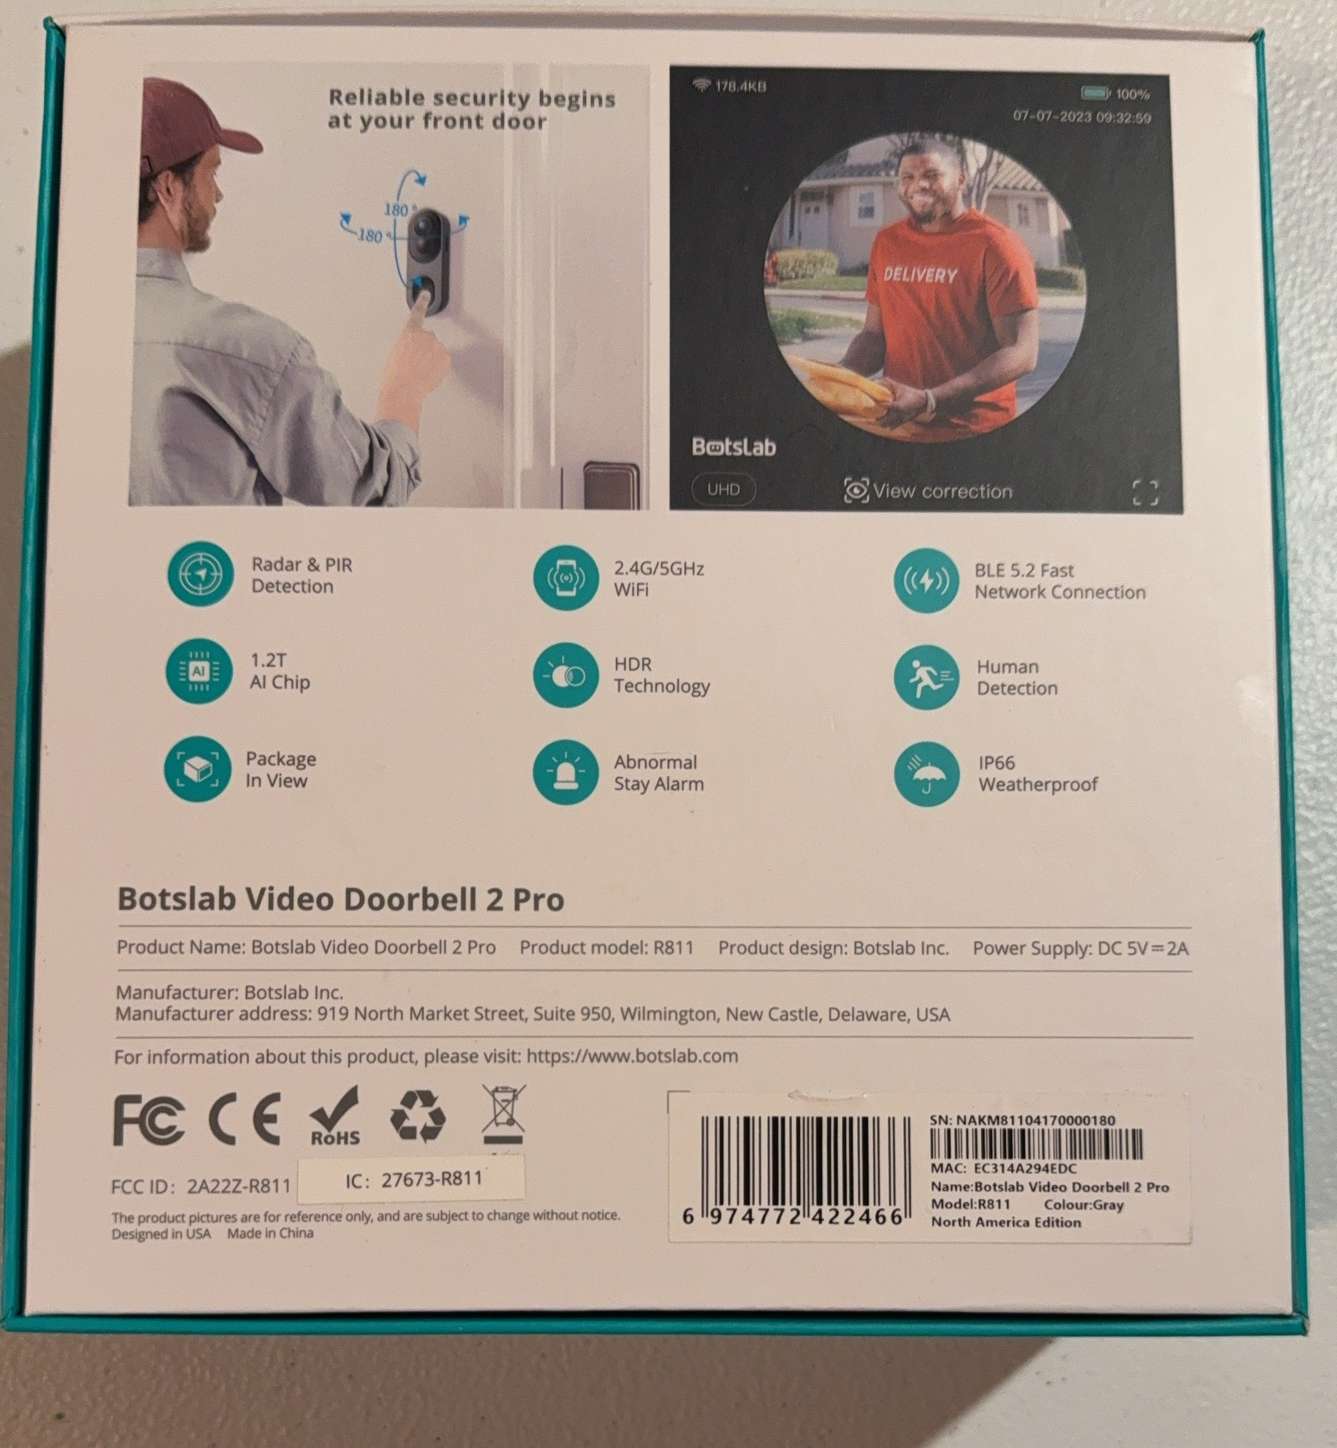 Reliable security begins
at your front door
180°
180°
178.4KB
100%
07-07-2023 09:32:59
DELIVERY
Botslab
UHD
View correction
Radar & PIR
Detection
2.4G/5GHz
WiFi
BLE 5.2 Fast
Network Connection
AI
1.2T
AI Chip
HDR
Technology
Human
Detection
Package
In View
Abnormal
Stay Alarm
IP66
Weatherproof
Botslab Video Doorbell 2 Pro
Product Name: Botslab Video Doorbell 2 Pro Product model: R811 Product design: Botslab Inc. Power Supply: DC 5V⎓2A
Manufacturer: Botslab Inc.
Manufacturer address: 919 North Market Street, Suite 950, Wilmington, New Castle, Delaware, USA
For information about this product, please visit: https://www.botslab.com
FC CE RoHS
FCC ID: 2A22Z-R811
IC: 27673-R811
The product pictures are for reference only, and are subject to change without notice.
Designed in USA Made in China
6 974772 422466
SN: NAKM81104170000180
MAC: EC314A294EDC
Name:Botslab Video Doorbell 2 Pro
Model:R811 Colour:Gray
North America Edition